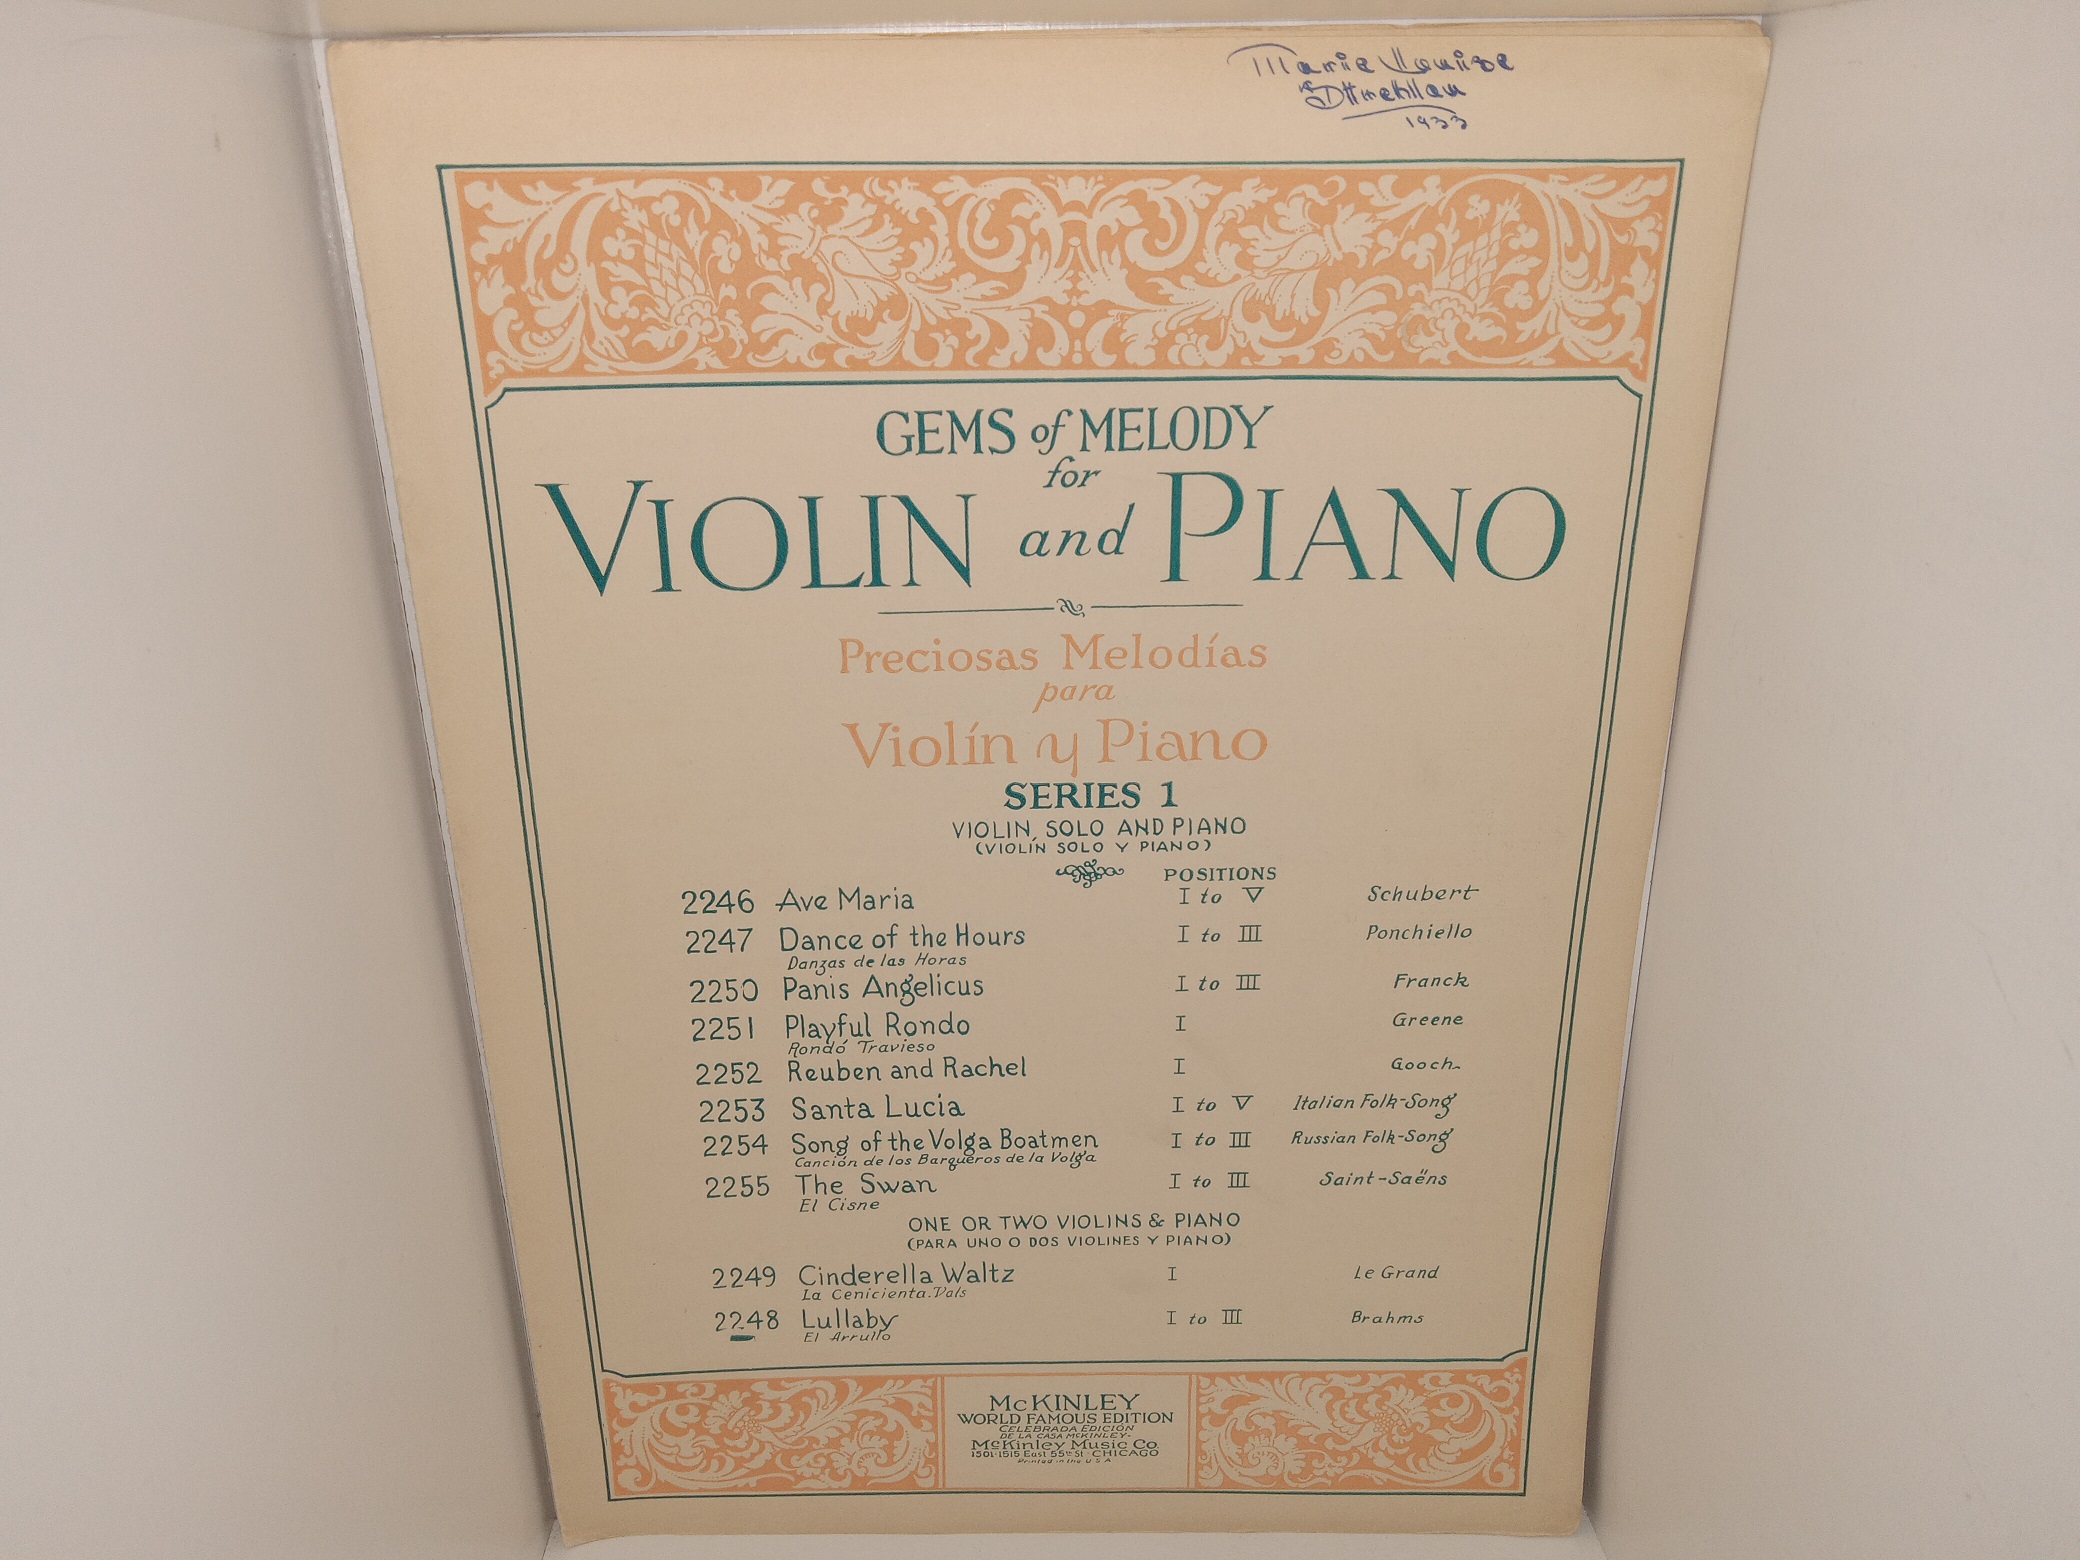 Marie Louise
1933
GEMS of MELODY
for
VIOLIN and PIANO
Preciosas Melodías
para
Violín y Piano
SERIES 1
VIOLIN, SOLO AND PIANO
(VIOLÍN SOLO Y PIANO)
POSITIONS
2246 Ave Maria I to V Schubert
2247 Dance of the Hours I to III Ponchiello
Danzas de las Horas
2250 Panis Angelicus I to III Franck
2251 Playful Rondo I Greene
Rondó Travieso
2252 Reuben and Rachel I Gooch
2253 Santa Lucia I to V Italian Folk-Song
2254 Song of the Volga Boatmen I to III Russian Folk-Song
Canción de los Barqueros de la Volga
2255 The Swan I to III Saint-Saëns
El Cisne
ONE OR TWO VIOLINS & PIANO
(PARA UNO O DOS VIOLINES Y PIANO)
2249 Cinderella Waltz I Le Grand
La Cenicienta. Vals
2248 Lullaby I to III Brahms
El Arrullo
McKINLEY
WORLD FAMOUS EDITION
CELEBRADA EDICIÓN
DE LA CASA McKINLEY-
McKinley Music Co.
1501-1515 East 55th St · CHICAGO
Printed in the U S A